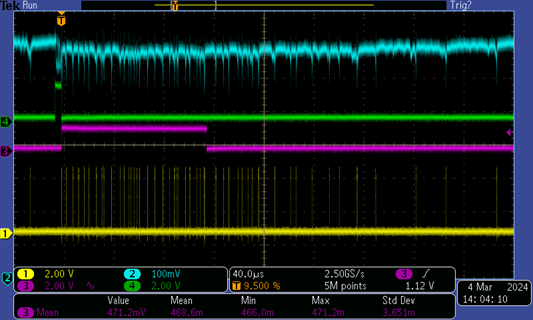 Tek Run Trig?
T
T
4
3
1
2
1 2.00 V 2 100mV
3 2.00 V 4 2.00 V
40.0µs 2.50GS/s 3
T 9.500 % 5M points 1.12 V
Value Mean Min Max Std Dev
3 Mean 471.2mV 468.6m 466.0m 471.2m 3.651m
4 Mar 2024
14:04:10